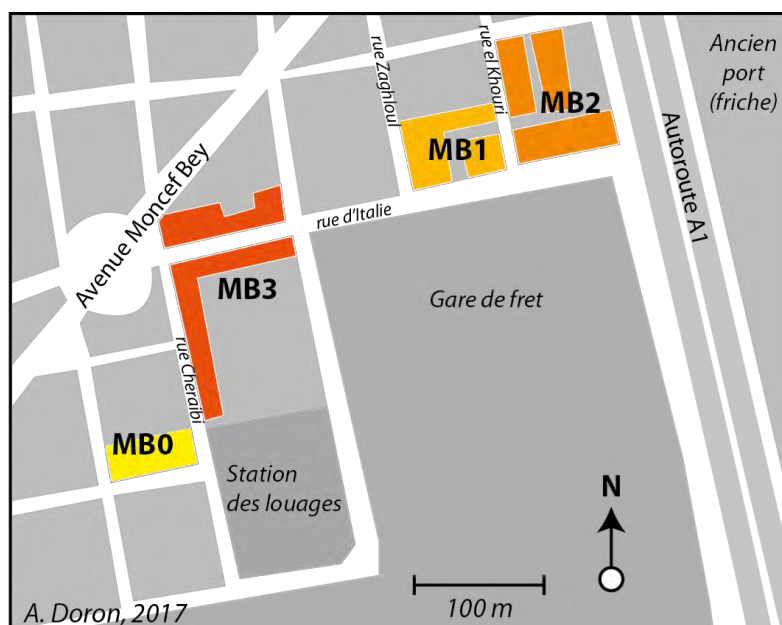 Ancien
port
(friche)
rue Zaghloul
rue el Khouri
MB2
MB1
Autoroute A1
Avenue Moncef Bey
rue d'Italie
MB3
Gare de fret
rue Cheraibi
MB0
Station
des louages
N
100 m
A. Doron, 2017